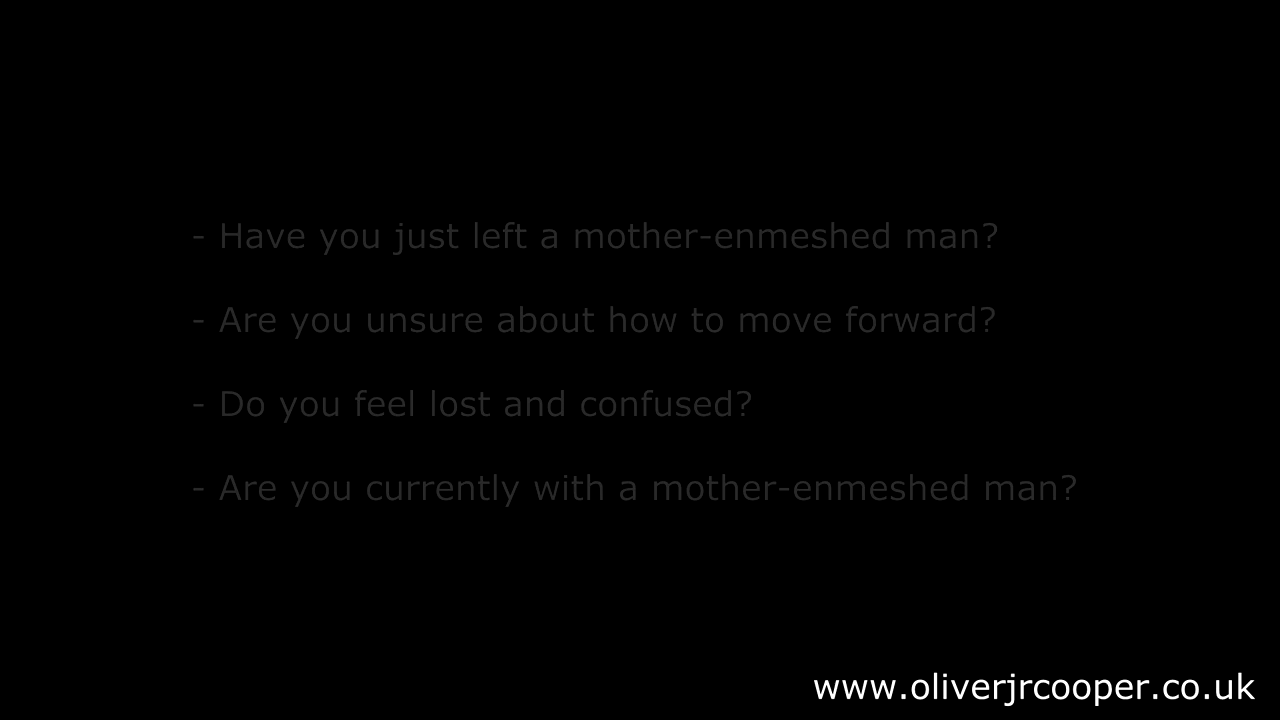 - Have you just left a mother-enmeshed man?
- Are you unsure about how to move forward?
- Do you feel lost and confused?
- Are you currently with a mother-enmeshed man?
www.oliverjrcooper.co.uk